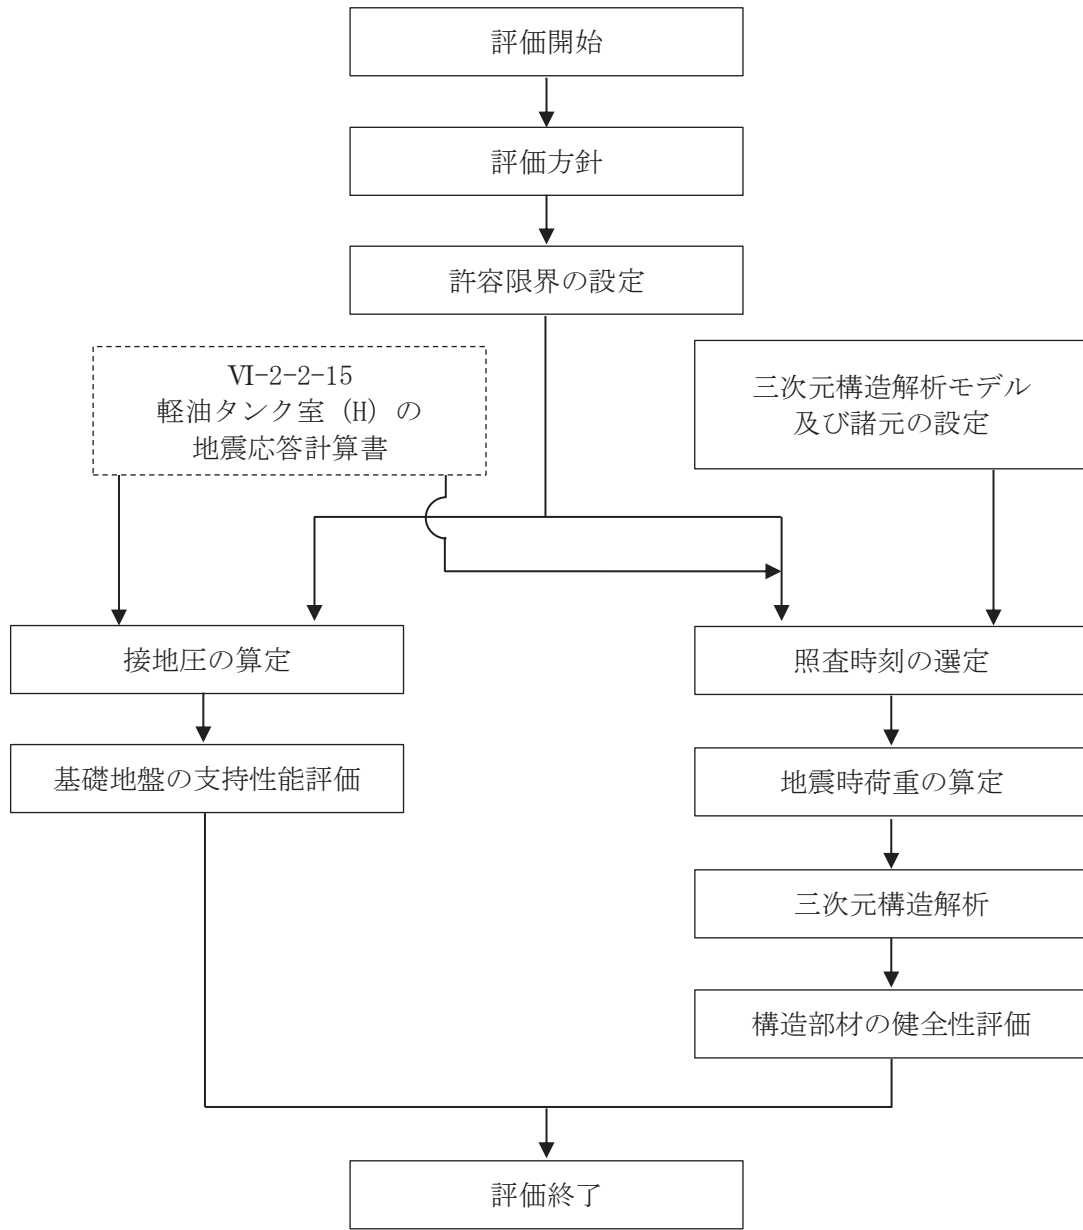 評価開始
評価方針
許容限界の設定
Ⅵ-2-2-15
軽油タンク室（H）の
地震応答計算書
三次元構造解析モデル
及び諸元の設定
接地圧の算定
照査時刻の選定
基礎地盤の支持性能評価
地震時荷重の算定
三次元構造解析
構造部材の健全性評価
評価終了